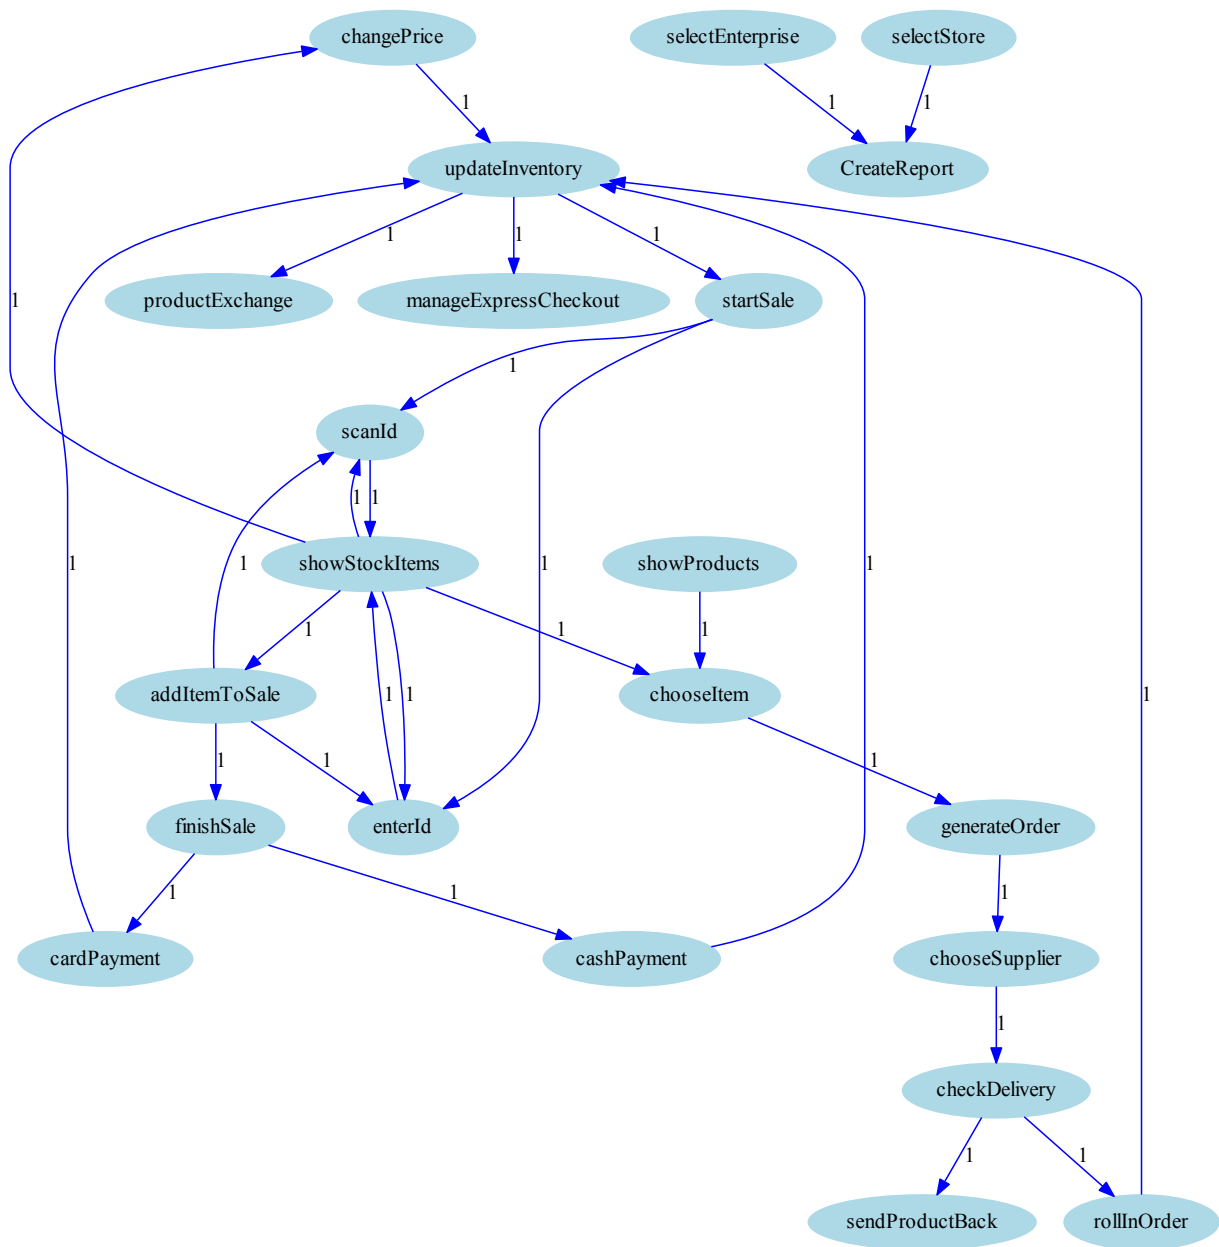 changePrice
selectEnterprise
selectStore
1
1
1
updateInventory
CreateReport
1
1
1
1
productExchange
manageExpressCheckout
startSale
1
scanId
1
1
1
1
1
1
1
showStockItems
showProducts
1
1
1
1
1
addItemToSale
chooseItem
1
1
1
finishSale
enterId
generateOrder
1
1
1
cardPayment
cashPayment
chooseSupplier
1
checkDelivery
1
1
sendProductBack
rollInOrder